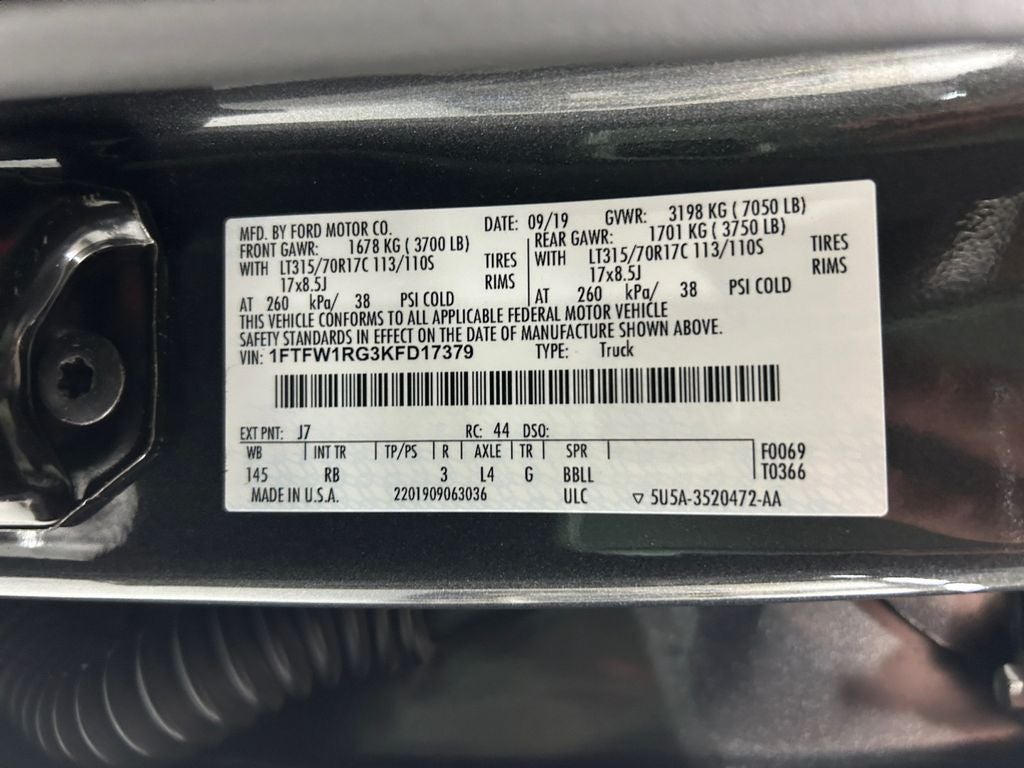 MFD. BY FORD MOTOR CO. DATE: 09/19 GVWR: 3198 KG ( 7050 LB)
FRONT GAWR: 1678 KG ( 3700 LB) REAR GAWR: 1701 KG ( 3750 LB)
WITH LT315/70R17C 113/110S TIRES WITH LT315/70R17C 113/110S TIRES
17x8.5J RIMS 17x8.5J RIMS
AT 260 kPa/ 38 PSI COLD AT 260 kPa/ 38 PSI COLD
THIS VEHICLE CONFORMS TO ALL APPLICABLE FEDERAL MOTOR VEHICLE
SAFETY STANDARDS IN EFFECT ON THE DATE OF MANUFACTURE SHOWN ABOVE.
VIN: 1FTFW1RG3KFD17379 TYPE: Truck
EXT PNT: J7 RC: 44 DSO:
WB INT TR TP/PS R AXLE TR SPR F0069
145 RB 3 L4 G BBLL T0366
MADE IN U.S.A. 2201909063036 ULC ▽ 5U5A-3520472-AA